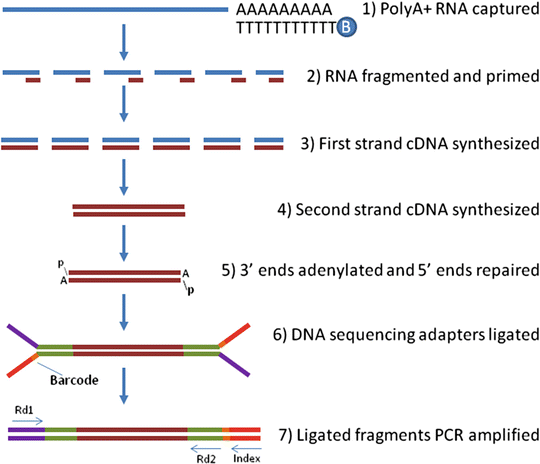 AAAAAAAAA
TTTTTTTTTTT B
1) PolyA+ RNA captured
2) RNA fragmented and primed
3) First strand cDNA synthesized
4) Second strand cDNA synthesized
p
A
A
p
5) 3’ ends adenylated and 5’ ends repaired
6) DNA sequencing adapters ligated
Barcode
Rd1
7) Ligated fragments PCR amplified
Rd2
Index